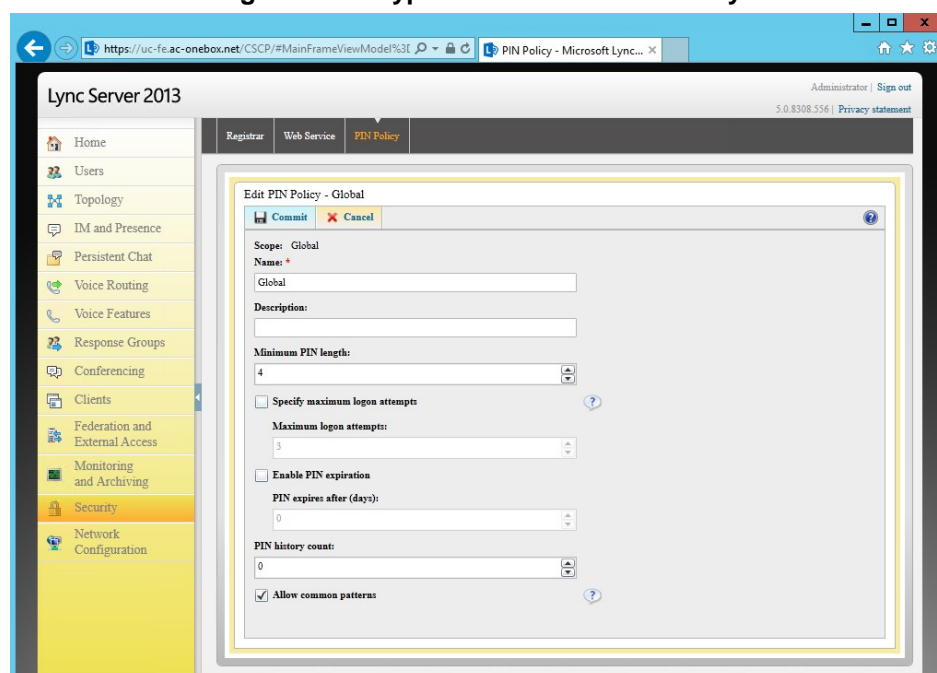 https://uc-fe.ac-onebox.net/CSCP/#MainFrameViewModel%3
PIN Policy - Microsoft Lync...
Lync Server 2013
Administrator | Sign out
5.0.8308.556 | Privacy statement
Home
Users
Topology
IM and Presence
Persistent Chat
Voice Routing
Voice Features
Response Groups
Conferencing
Clients
Federation and
External Access
Monitoring
and Archiving
Security
Network
Configuration
Registrar
Web Service
PIN Policy
Edit PIN Policy - Global
Commit
Cancel
Scope: Global
Name: *
Global
Description:
Minimum PIN length:
4
Specify maximum logon attempts
Maximum logon attempts:
3
Enable PIN expiration
PIN expires after (days):
0
PIN history count:
0
Allow common patterns